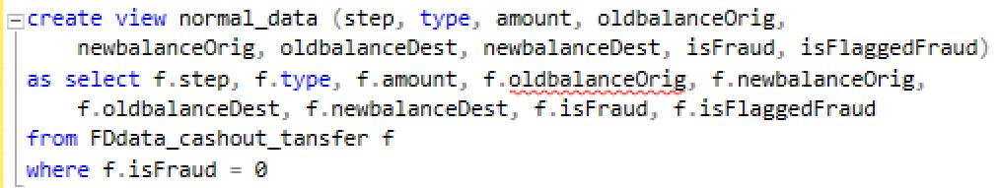 create view normal_data (step, type, amount, oldbalanceOrig,
newbalanceOrig, oldbalanceDest, newbalanceDest, isFraud, isFlaggedFraud)
as select f.step, f.type, f.amount, f.oldbalanceOrig, f.newbalanceOrig,
f.oldbalanceDest, f.newbalanceDest, f.isFraud, f.isFlaggedFraud
from FDdata_cashout_tansfer f
where f.isFraud = 0